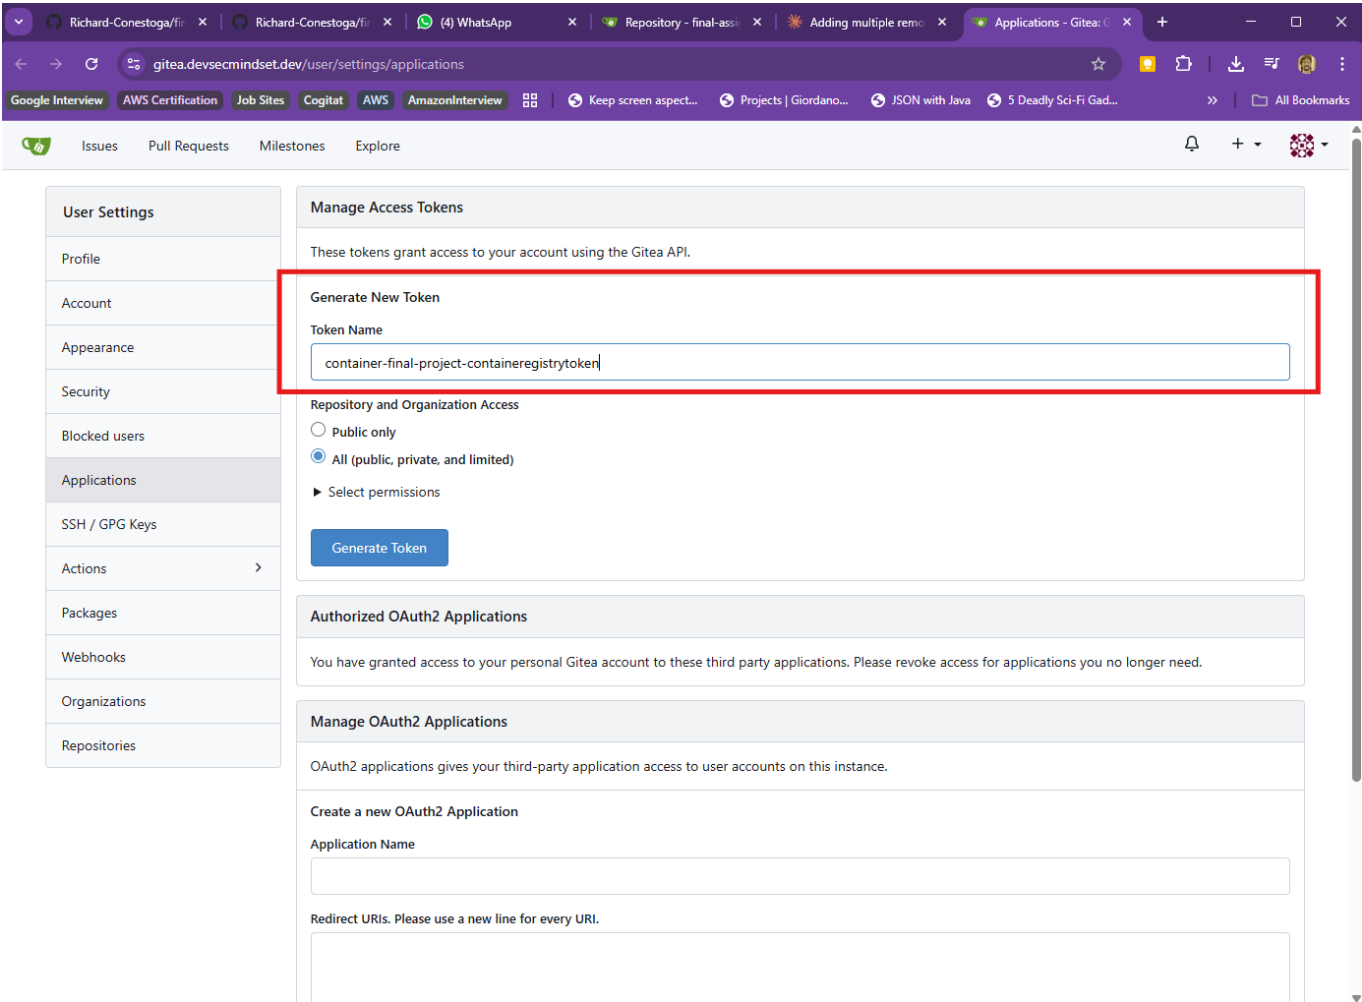 Richard-Conestoga/fir
Richard-Conestoga/fir
(4) WhatsApp
Repository - final-assi
Adding multiple remo
Applications - Gitea: G
gitea.devsecmindset.dev/user/settings/applications
Google Interview
AWS Certification
Job Sites
Cogitat
AWS
AmazonInterview
Keep screen aspect...
Projects | Giordano...
JSON with Java
5 Deadly Sci-Fi Gad...
All Bookmarks
Issues
Pull Requests
Milestones
Explore
User Settings
Profile
Account
Appearance
Security
Blocked users
Applications
SSH / GPG Keys
Actions
Packages
Webhooks
Organizations
Repositories
Manage Access Tokens
These tokens grant access to your account using the Gitea API.
Generate New Token
Token Name
container-final-project-containeregistrytoken
Repository and Organization Access
Public only
All (public, private, and limited)
Select permissions
Generate Token
Authorized OAuth2 Applications
You have granted access to your personal Gitea account to these third party applications. Please revoke access for applications you no longer need.
Manage OAuth2 Applications
OAuth2 applications gives your third-party application access to user accounts on this instance.
Create a new OAuth2 Application
Application Name
Redirect URIs. Please use a new line for every URI.